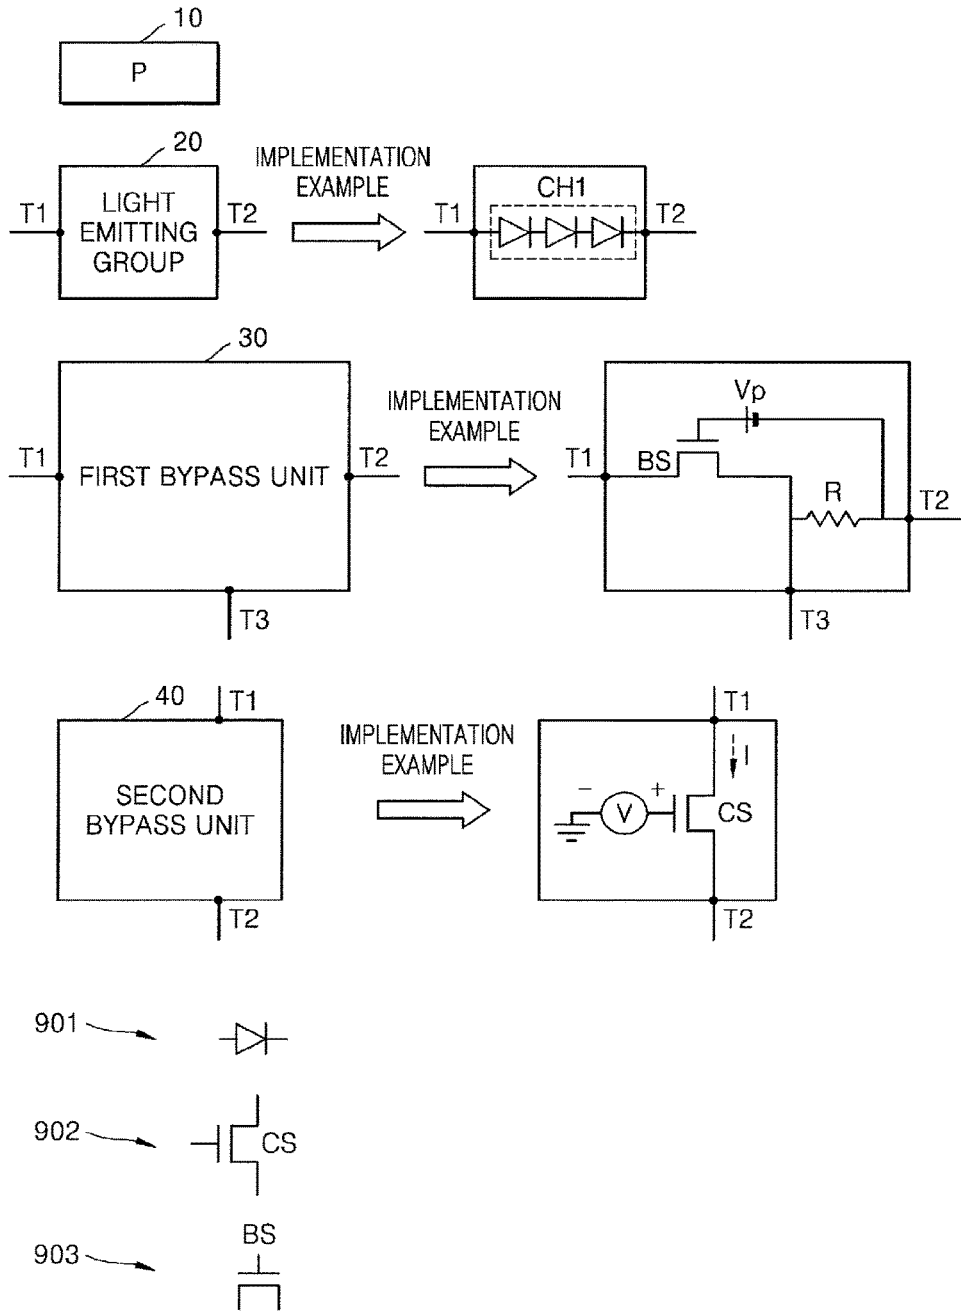 10
P
20
T1
LIGHT
EMITTING
GROUP
T2
IMPLEMENTATION
EXAMPLE
T1
CH1
T2
30
T1
FIRST BYPASS UNIT
T2
T3
IMPLEMENTATION
EXAMPLE
T1
BS
Vp
R
T2
T3
40
T1
SECOND
BYPASS UNIT
T2
IMPLEMENTATION
EXAMPLE
T1
I
- +
V
CS
T2
901
902
CS
BS
903